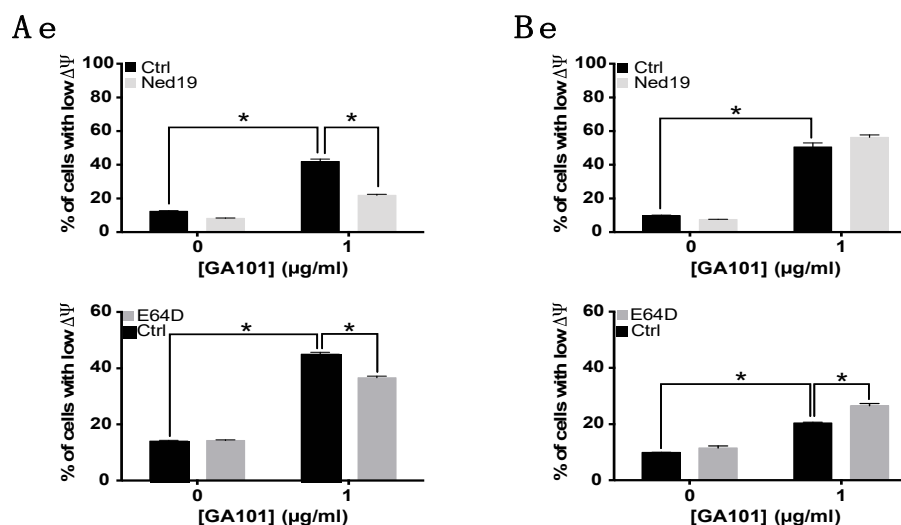 Ae
% of cells with low ΔΨ
100
80
60
40
20
0
Ctrl
Ned19
*
*
0
1
[GA101] (µg/ml)
Be
% of cells with low ΔΨ
100
80
60
40
20
0
Ctrl
Ned19
*
0
1
[GA101] (µg/ml)
% of cells with low ΔΨ
60
40
20
0
E64D
Ctrl
*
*
0
1
[GA101] (µg/ml)
% of cells with low ΔΨ
60
40
20
0
E64D
Ctrl
*
*
0
1
[GA101] (µg/ml)